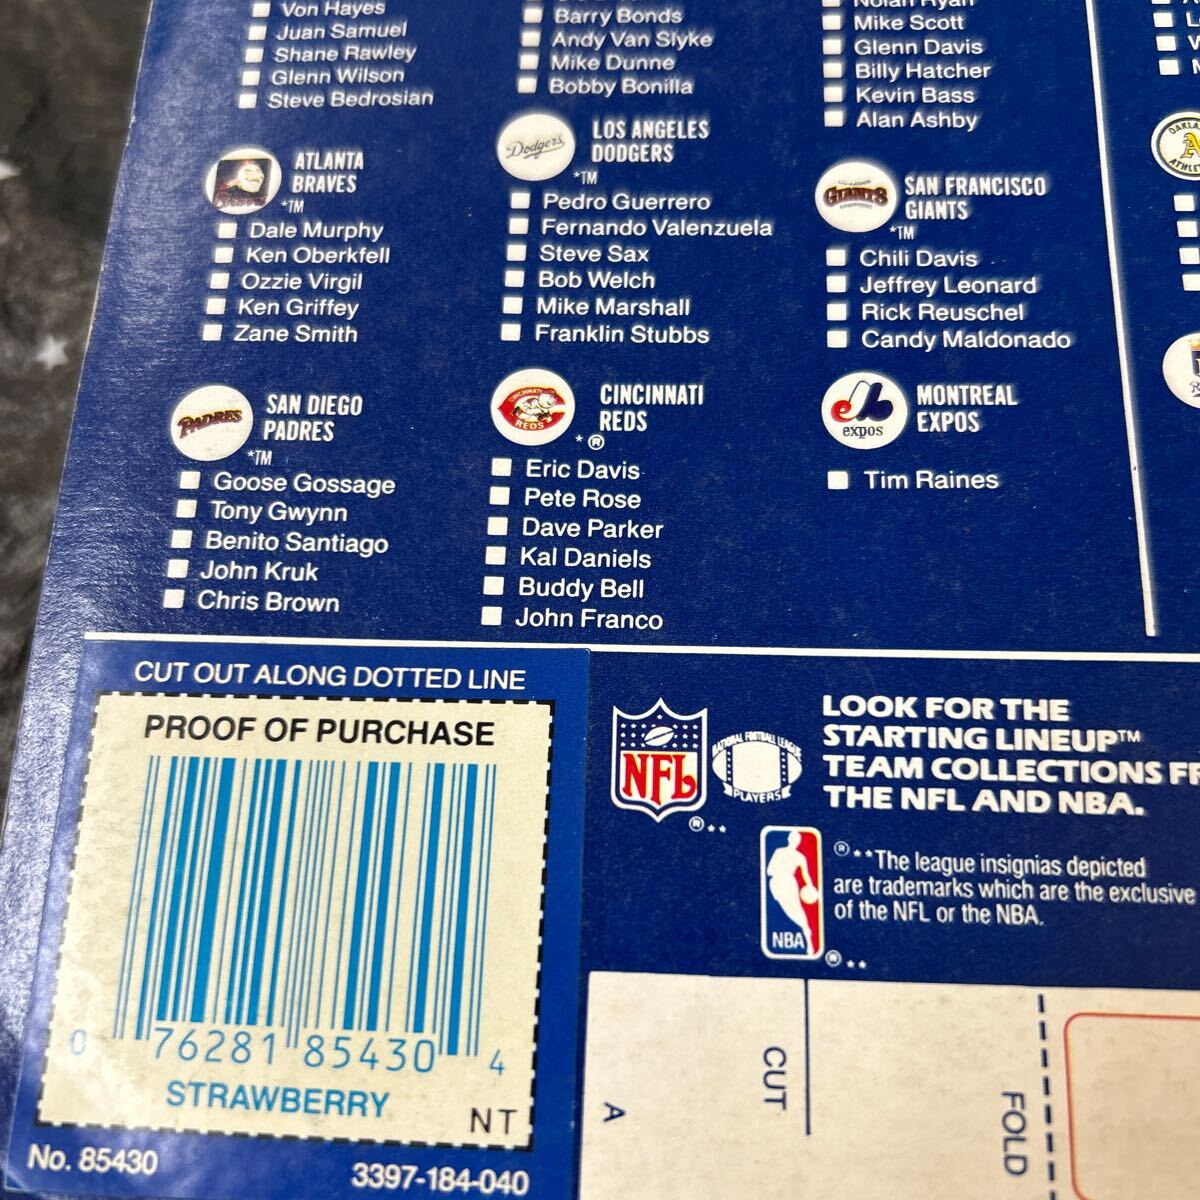 Von Hayes
Juan Samuel
Shane Rawley
Glenn Wilson
Steve Bedrosian
ATLANTA
BRAVES
*TM
Dale Murphy
Ken Oberkfell
Ozzie Virgil
Ken Griffey
Zane Smith
PADRES
SAN DIEGO
PADRES
*TM
Goose Gossage
Tony Gwynn
Benito Santiago
John Kruk
Chris Brown
Barry Bonds
Andy Van Slyke
Mike Dunne
Bobby Bonilla
Dodgers
LOS ANGELES
DODGERS
*TM
Pedro Guerrero
Fernando Valenzuela
Steve Sax
Bob Welch
Mike Marshall
Franklin Stubbs
CINCINNATI
REDS
CINCINNATI
REDS
*®
Eric Davis
Pete Rose
Dave Parker
Kal Daniels
Buddy Bell
John Franco
Nolan Ryan
Mike Scott
Glenn Davis
Billy Hatcher
Kevin Bass
Alan Ashby
GIANTS
SAN FRANCISCO
GIANTS
*TM
Chili Davis
Jeffrey Leonard
Rick Reuschel
Candy Maldonado
expos
MONTREAL
EXPOS
Tim Raines
CUT OUT ALONG DOTTED LINE
PROOF OF PURCHASE
0 76281 85430 4
STRAWBERRY
NT
No. 85430
3397-184-040
NFL
®**
NATIONAL FOOTBALL LEAGUE
PLAYERS
LOOK FOR THE
STARTING LINEUP™
TEAM COLLECTIONS FR
THE NFL AND NBA.
NBA
®**
®**The league insignias depicted
are trademarks which are the exclusive
of the NFL or the NBA.
A
CUT
FOLD